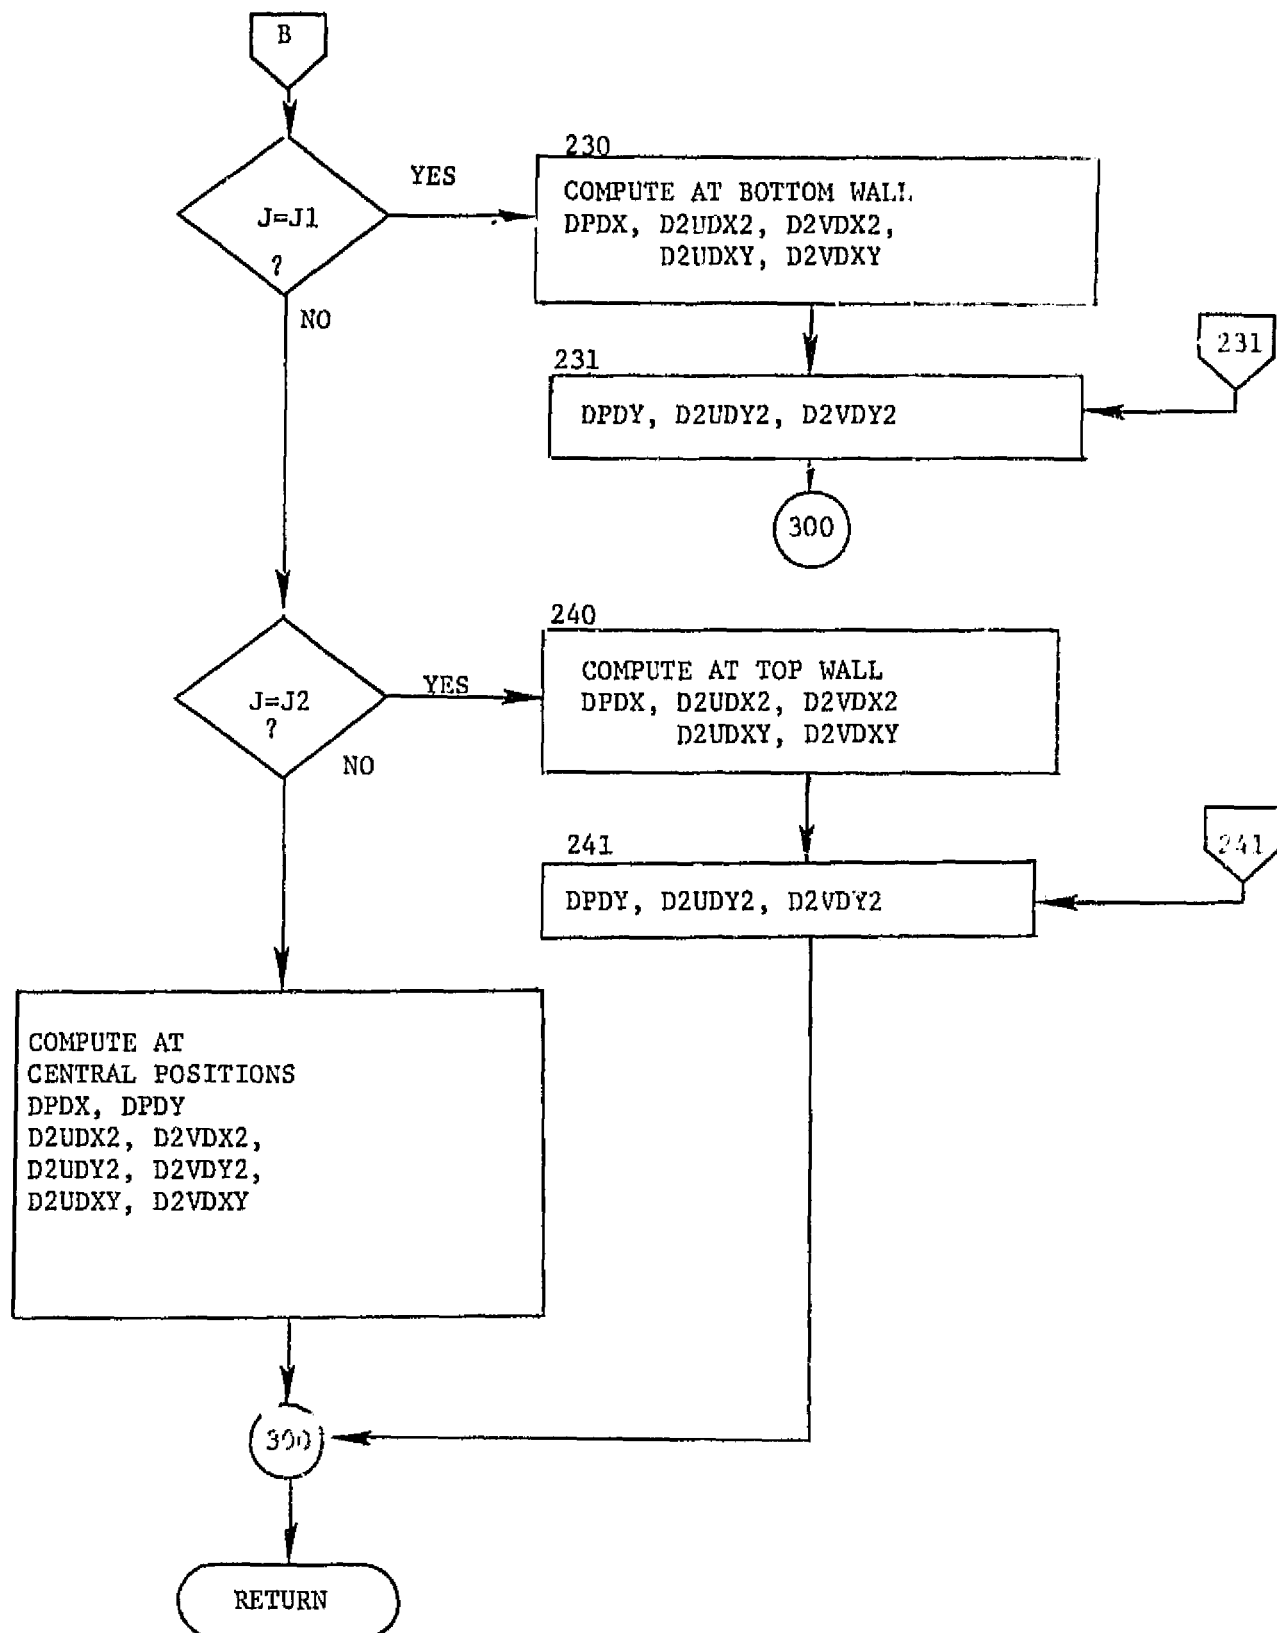 B
J=J1
?
YES
NO
230
COMPUTE AT BOTTOM WALL
DPDX, D2UDX2, D2VDX2,
D2UDXY, D2VDXY
231
231
DPDY, D2UDY2, D2VDY2
300
J=J2
?
YES
NO
240
COMPUTE AT TOP WALL
DPDX, D2UDX2, D2VDX2
D2UDXY, D2VDXY
241
241
DPDY, D2UDY2, D2VDY2
COMPUTE AT
CENTRAL POSITIONS
DPDX, DPDY
D2UDX2, D2VDX2,
D2UDY2, D2VDY2,
D2UDXY, D2VDXY
300
RETURN